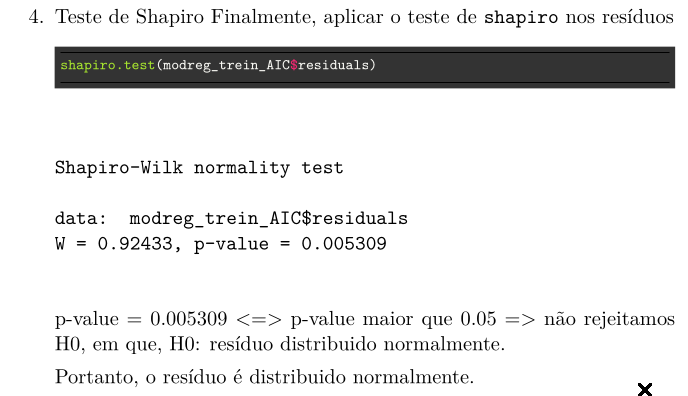 4. Teste de Shapiro Finalmente, aplicar o teste de shapiro nos resíduos
shapiro.test(modreg_trein_AIC$residuals)
Shapiro-Wilk normality test
data:  modreg_trein_AIC$residuals
W = 0.92433, p-value = 0.005309
p-value = 0.005309 <=> p-value maior que 0.05 => não rejeitamos
H0, em que, H0: resíduo distribuido normalmente.
Portanto, o resíduo é distribuido normalmente.